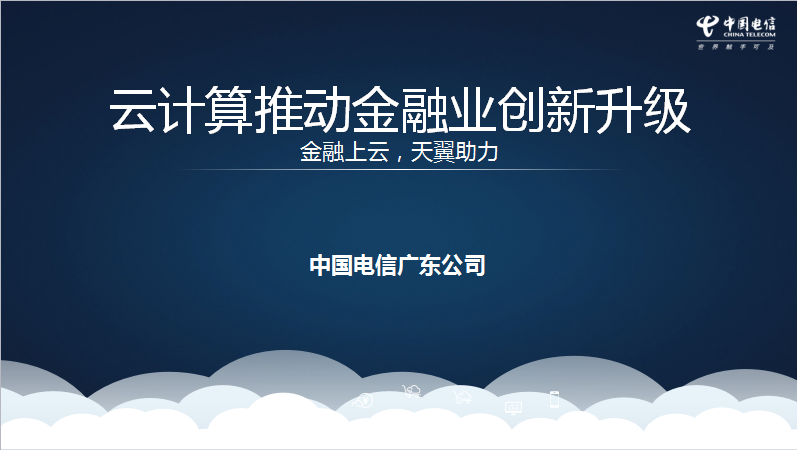 中国电信
CHINA TELECOM
世界触手可及
云计算推动金融业创新升级
金融上云，天翼助力
中国电信广东公司